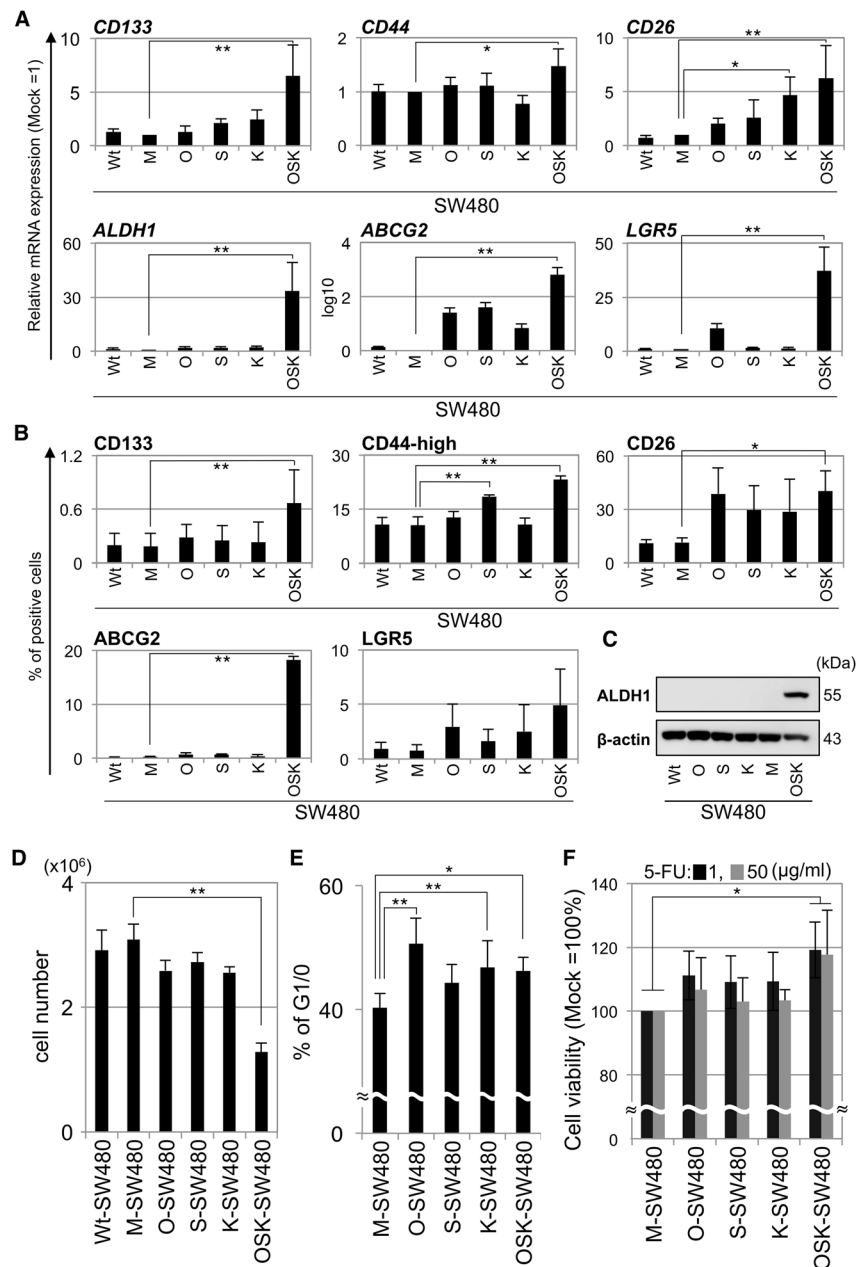 A
Relative mRNA expression (Mock =1)
CD133 CD44 CD26
10 5 0 ** Wt M O S K OSK
2 1 0 * Wt M O S K OSK
10 5 0 ** * Wt M O S K OSK
SW480
ALDH1 ABCG2 LGR5
60 30 0 ** Wt M O S K OSK
log10 4 2 0 ** Wt M O S K OSK
50 25 0 ** Wt M O S K OSK
SW480
B
% of positive cells
CD133 CD44-high CD26
1.2 0.6 0 ** Wt M O S K OSK
30 15 0 ** ** Wt M O S K OSK
60 30 0 * Wt M O S K OSK
SW480
ABCG2 LGR5
20 10 0 ** Wt M O S K OSK
10 5 0 Wt M O S K OSK
SW480
C
(kDa)
ALDH1 55
β-actin 43
Wt O S K M OSK
SW480
D
(x10⁶)
cell number
4 2 0
**
Wt-SW480 M-SW480 O-SW480 S-SW480 K-SW480 OSK-SW480
E
% of G1/0
60 40 0
* ** **
≈ ≈
M-SW480 O-SW480 S-SW480 K-SW480 OSK-SW480
F
5-FU: 1, 50 (μg/ml)
Cell viability (Mock =100%)
140 120 100 80 0
*
≈ ≈
M-SW480 O-SW480 S-SW480 K-SW480 OSK-SW480